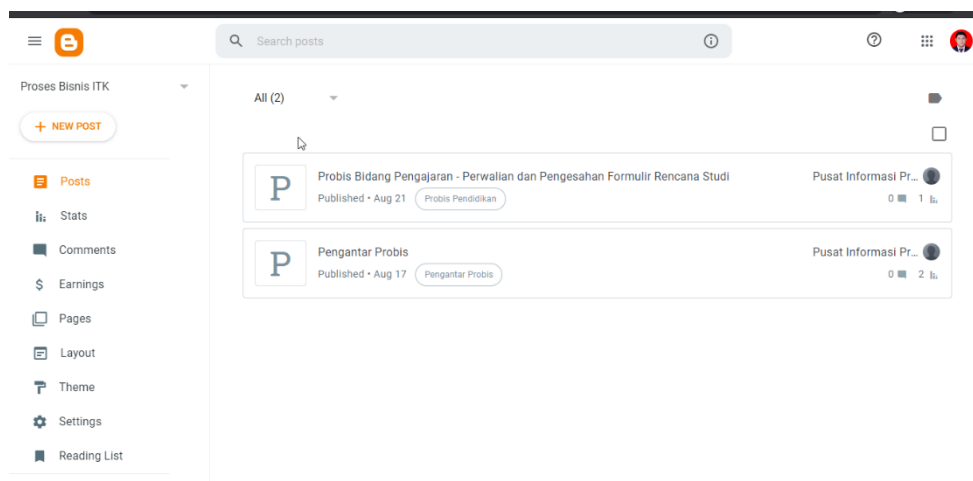 Search posts
Proses Bisnis ITK
NEW POST
Posts
Stats
Comments
Earnings
Pages
Layout
Theme
Settings
Reading List
All (2)
P
Probis Bidang Pengajaran - Perwalian dan Pengesahan Formulir Rencana Studi
Pusat Informasi Pr...
Published • Aug 21
Probis Pendidikan
0
1
P
Pengantar Probis
Pusat Informasi Pr...
Published • Aug 17
Pengantar Probis
0
2